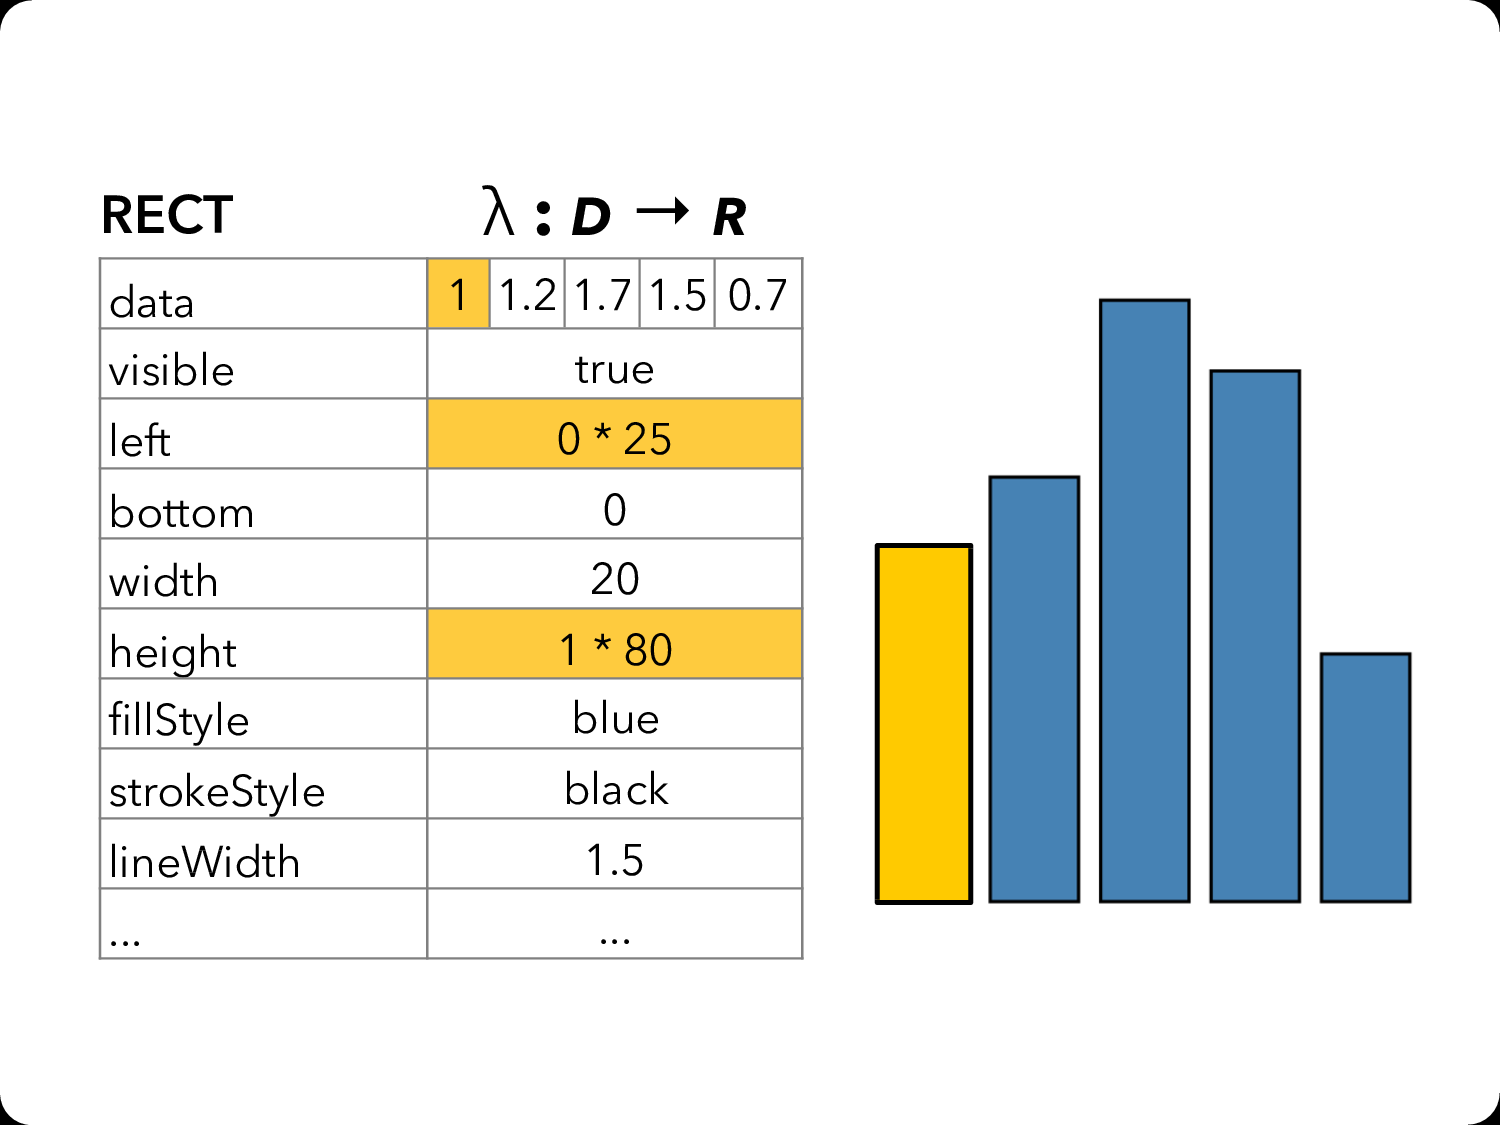 RECT λ : D → R
data 1 1.2 1.7 1.5 0.7
visible true
left 0 * 25
bottom 0
width 20
height 1 * 80
fillStyle blue
strokeStyle black
lineWidth 1.5
... ...